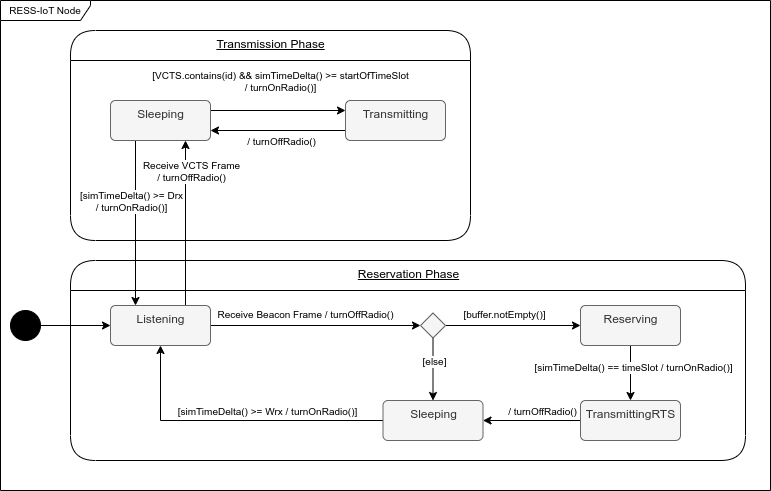 RESS-IoT Node
Transmission Phase
[VCTS.contains(id) && simTimeDelta() >= startOfTimeSlot
/ turnOnRadio()]
Sleeping
Transmitting
/ turnOffRadio()
Receive VCTS Frame
/ turnOffRadio()
[simTimeDelta() >= Drx
/ turnOnRadio()]
Reservation Phase
Listening
Receive Beacon Frame / turnOffRadio()
[buffer.notEmpty()]
Reserving
[else]
[simTimeDelta() == timeSlot / turnOnRadio()]
[simTimeDelta() >= Wrx / turnOnRadio()]
Sleeping
/ turnOffRadio()
TransmittingRTS